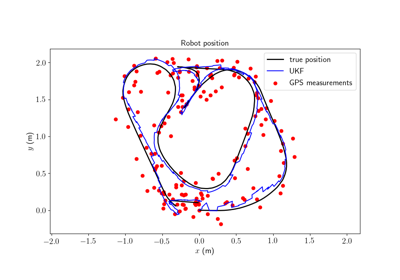 Robot position
true position
UKF
GPS measurements
2.0
1.5
1.0
0.5
0.0
y (m)
−2.0 −1.5 −1.0 −0.5 0.0 0.5 1.0 1.5 2.0
x (m)